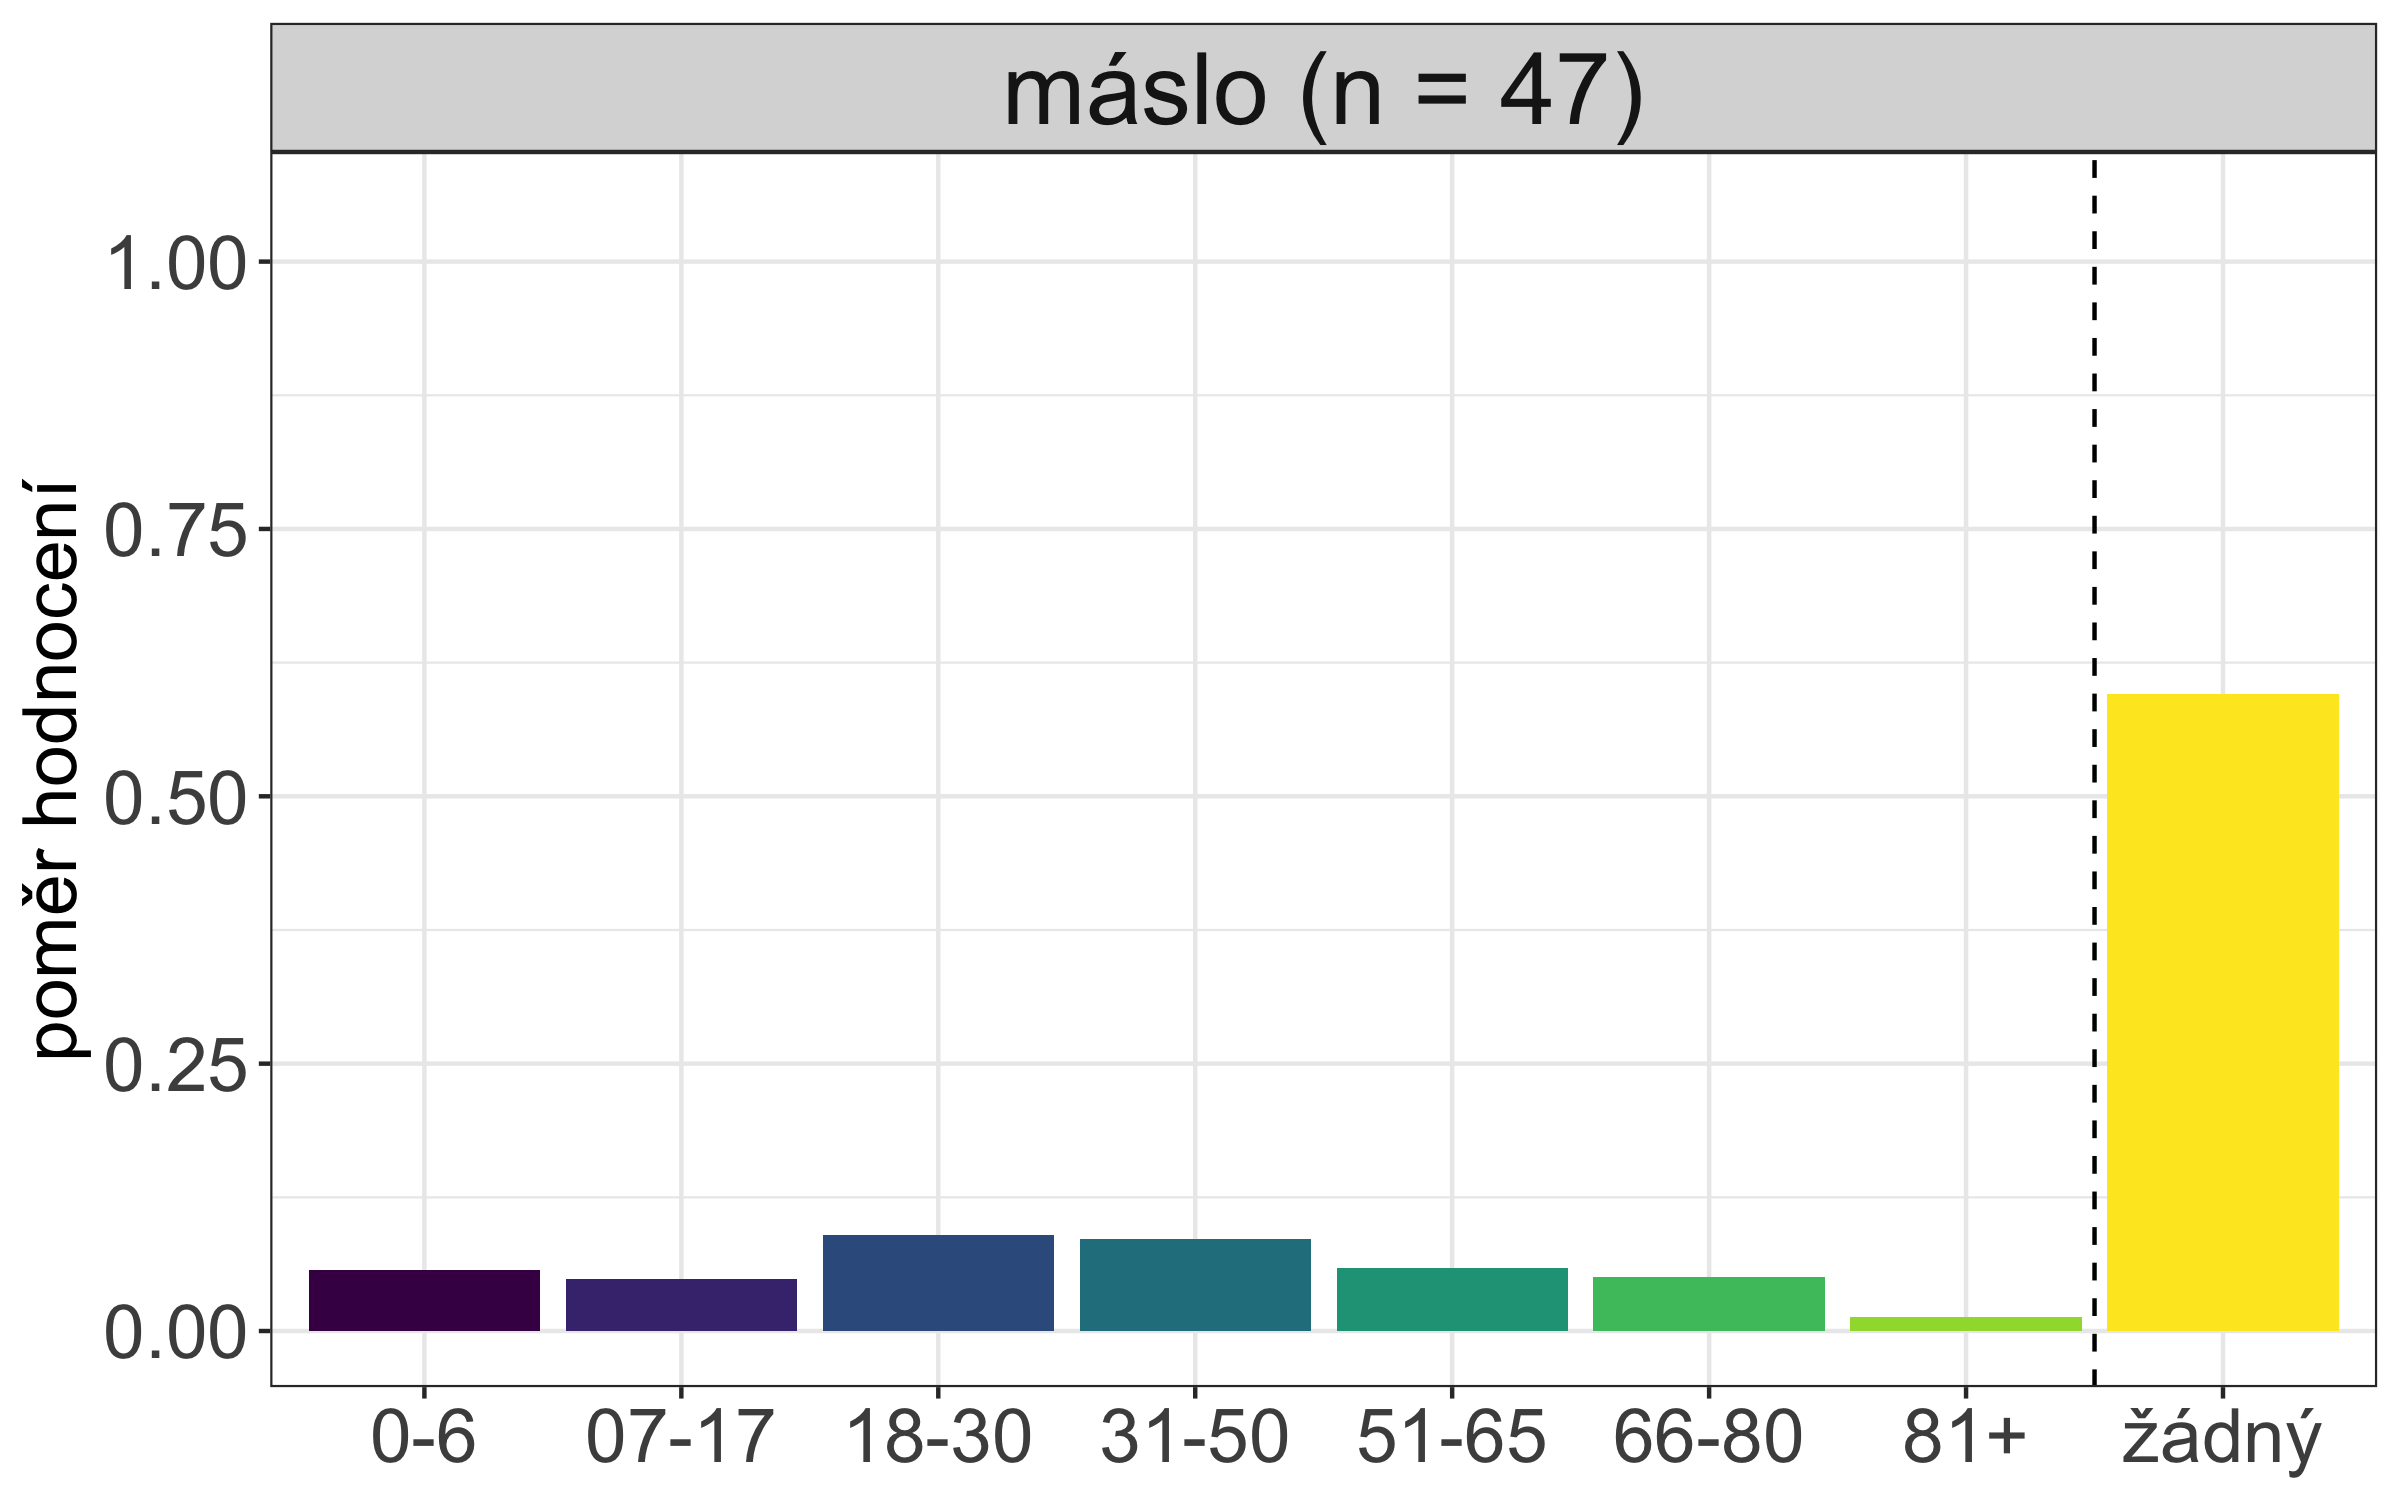 máslo (n = 47)
poměr hodnocení
1.00
0.75
0.50
0.25
0.00
0-6 07-17 18-30 31-50 51-65 66-80 81+ žádný